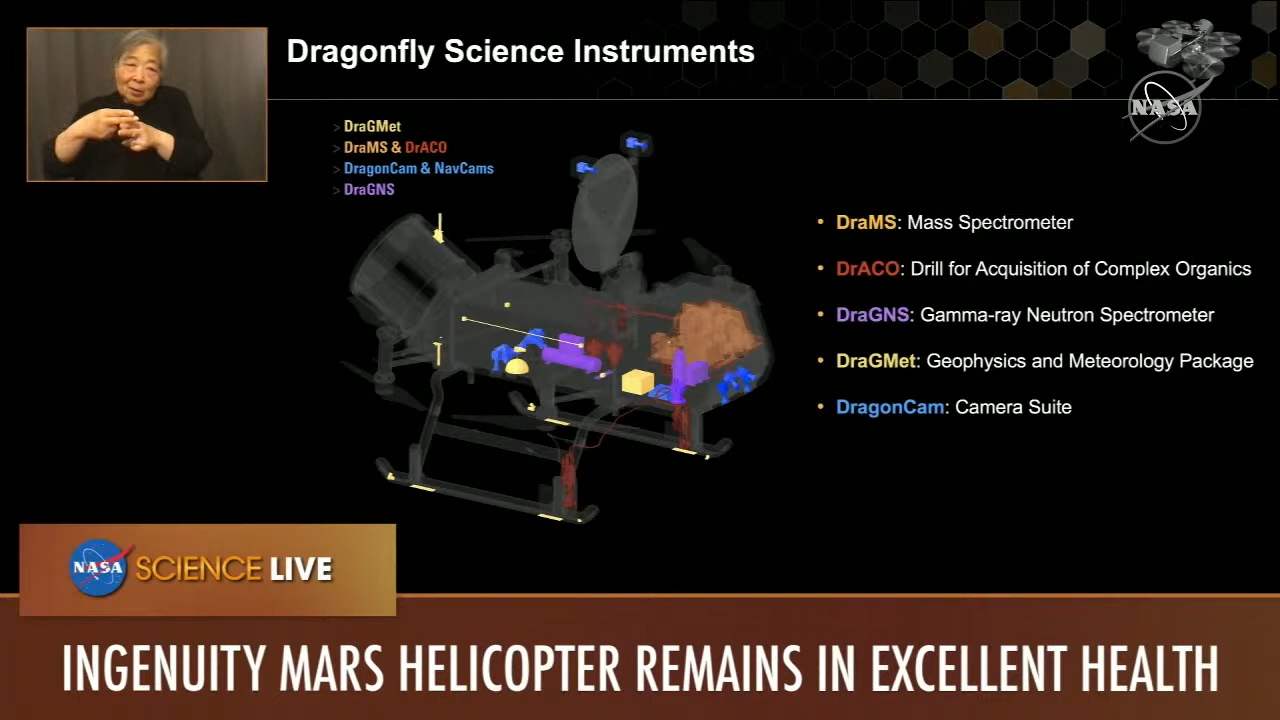 Dragonfly Science Instruments
NASA
> DraGMet
> DraMS & DrACO
> DragonCam & NavCams
> DraGNS
• DraMS: Mass Spectrometer
• DrACO: Drill for Acquisition of Complex Organics
• DraGNS: Gamma-ray Neutron Spectrometer
• DraGMet: Geophysics and Meteorology Package
• DragonCam: Camera Suite
NASA SCIENCE LIVE
INGENUITY MARS HELICOPTER REMAINS IN EXCELLENT HEALTH